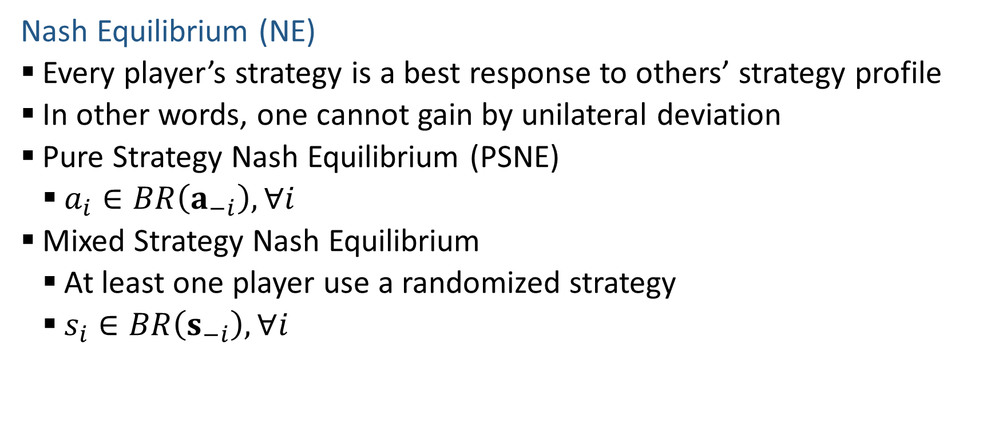 Nash Equilibrium (NE)
▪ Every player’s strategy is a best response to others’ strategy profile
▪ In other words, one cannot gain by unilateral deviation
▪ Pure Strategy Nash Equilibrium (PSNE)
▪ $a_i \in BR(\mathbf{a}_{-i}), \forall i$
▪ Mixed Strategy Nash Equilibrium
▪ At least one player use a randomized strategy
▪ $s_i \in BR(\mathbf{s}_{-i}), \forall i$